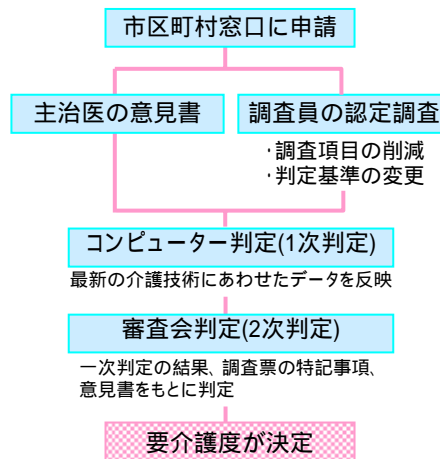 市区町村窓口に申請
主治医の意見書
調査員の認定調査
・調査項目の削減
・判定基準の変更
コンピューター判定(1次判定)
最新の介護技術にあわせたデータを反映
審査会判定(2次判定)
一次判定の結果、調査票の特記事項、
意見書をもとに判定
要介護度が決定